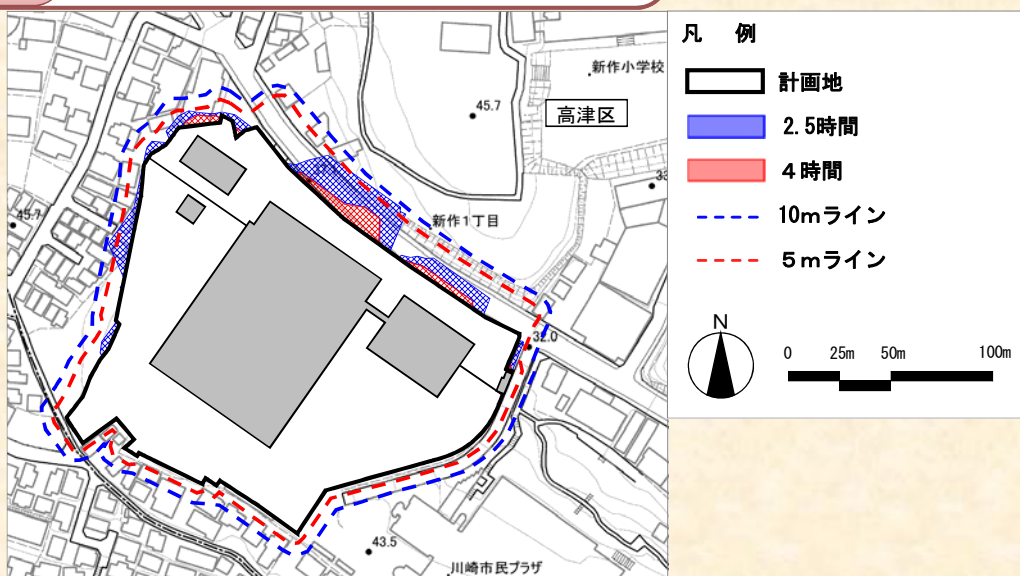 新作小学校
45.7
高津区
33
45.7
新作1丁目
32.0
43.5
川崎市民プラザ
凡 例
計画地
2.5時間
4時間
10mライン
5mライン
N
0 25m 50m 100m